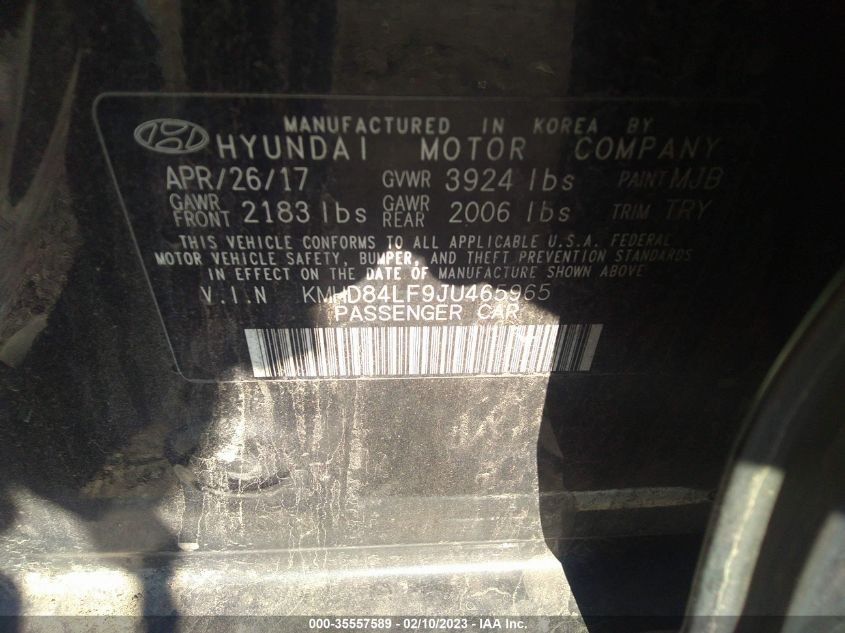 MANUFACTURED IN KOREA BY
HYUNDAI MOTOR COMPANY
APR/26/17 GVWR 3924 lbs PAINT MJB
GAWR FRONT 2183 lbs GAWR REAR 2006 lbs TRIM TRY
THIS VEHICLE CONFORMS TO ALL APPLICABLE U.S.A. FEDERAL
MOTOR VEHICLE SAFETY, BUMPER, AND THEFT PREVENTION STANDARDS
IN EFFECT ON THE DATE OF MANUFACTURE SHOWN ABOVE
V.I.N KMHD84LF9JU465965
PASSENGER CAR
000-35557589 - 02/10/2023 - IAA Inc.